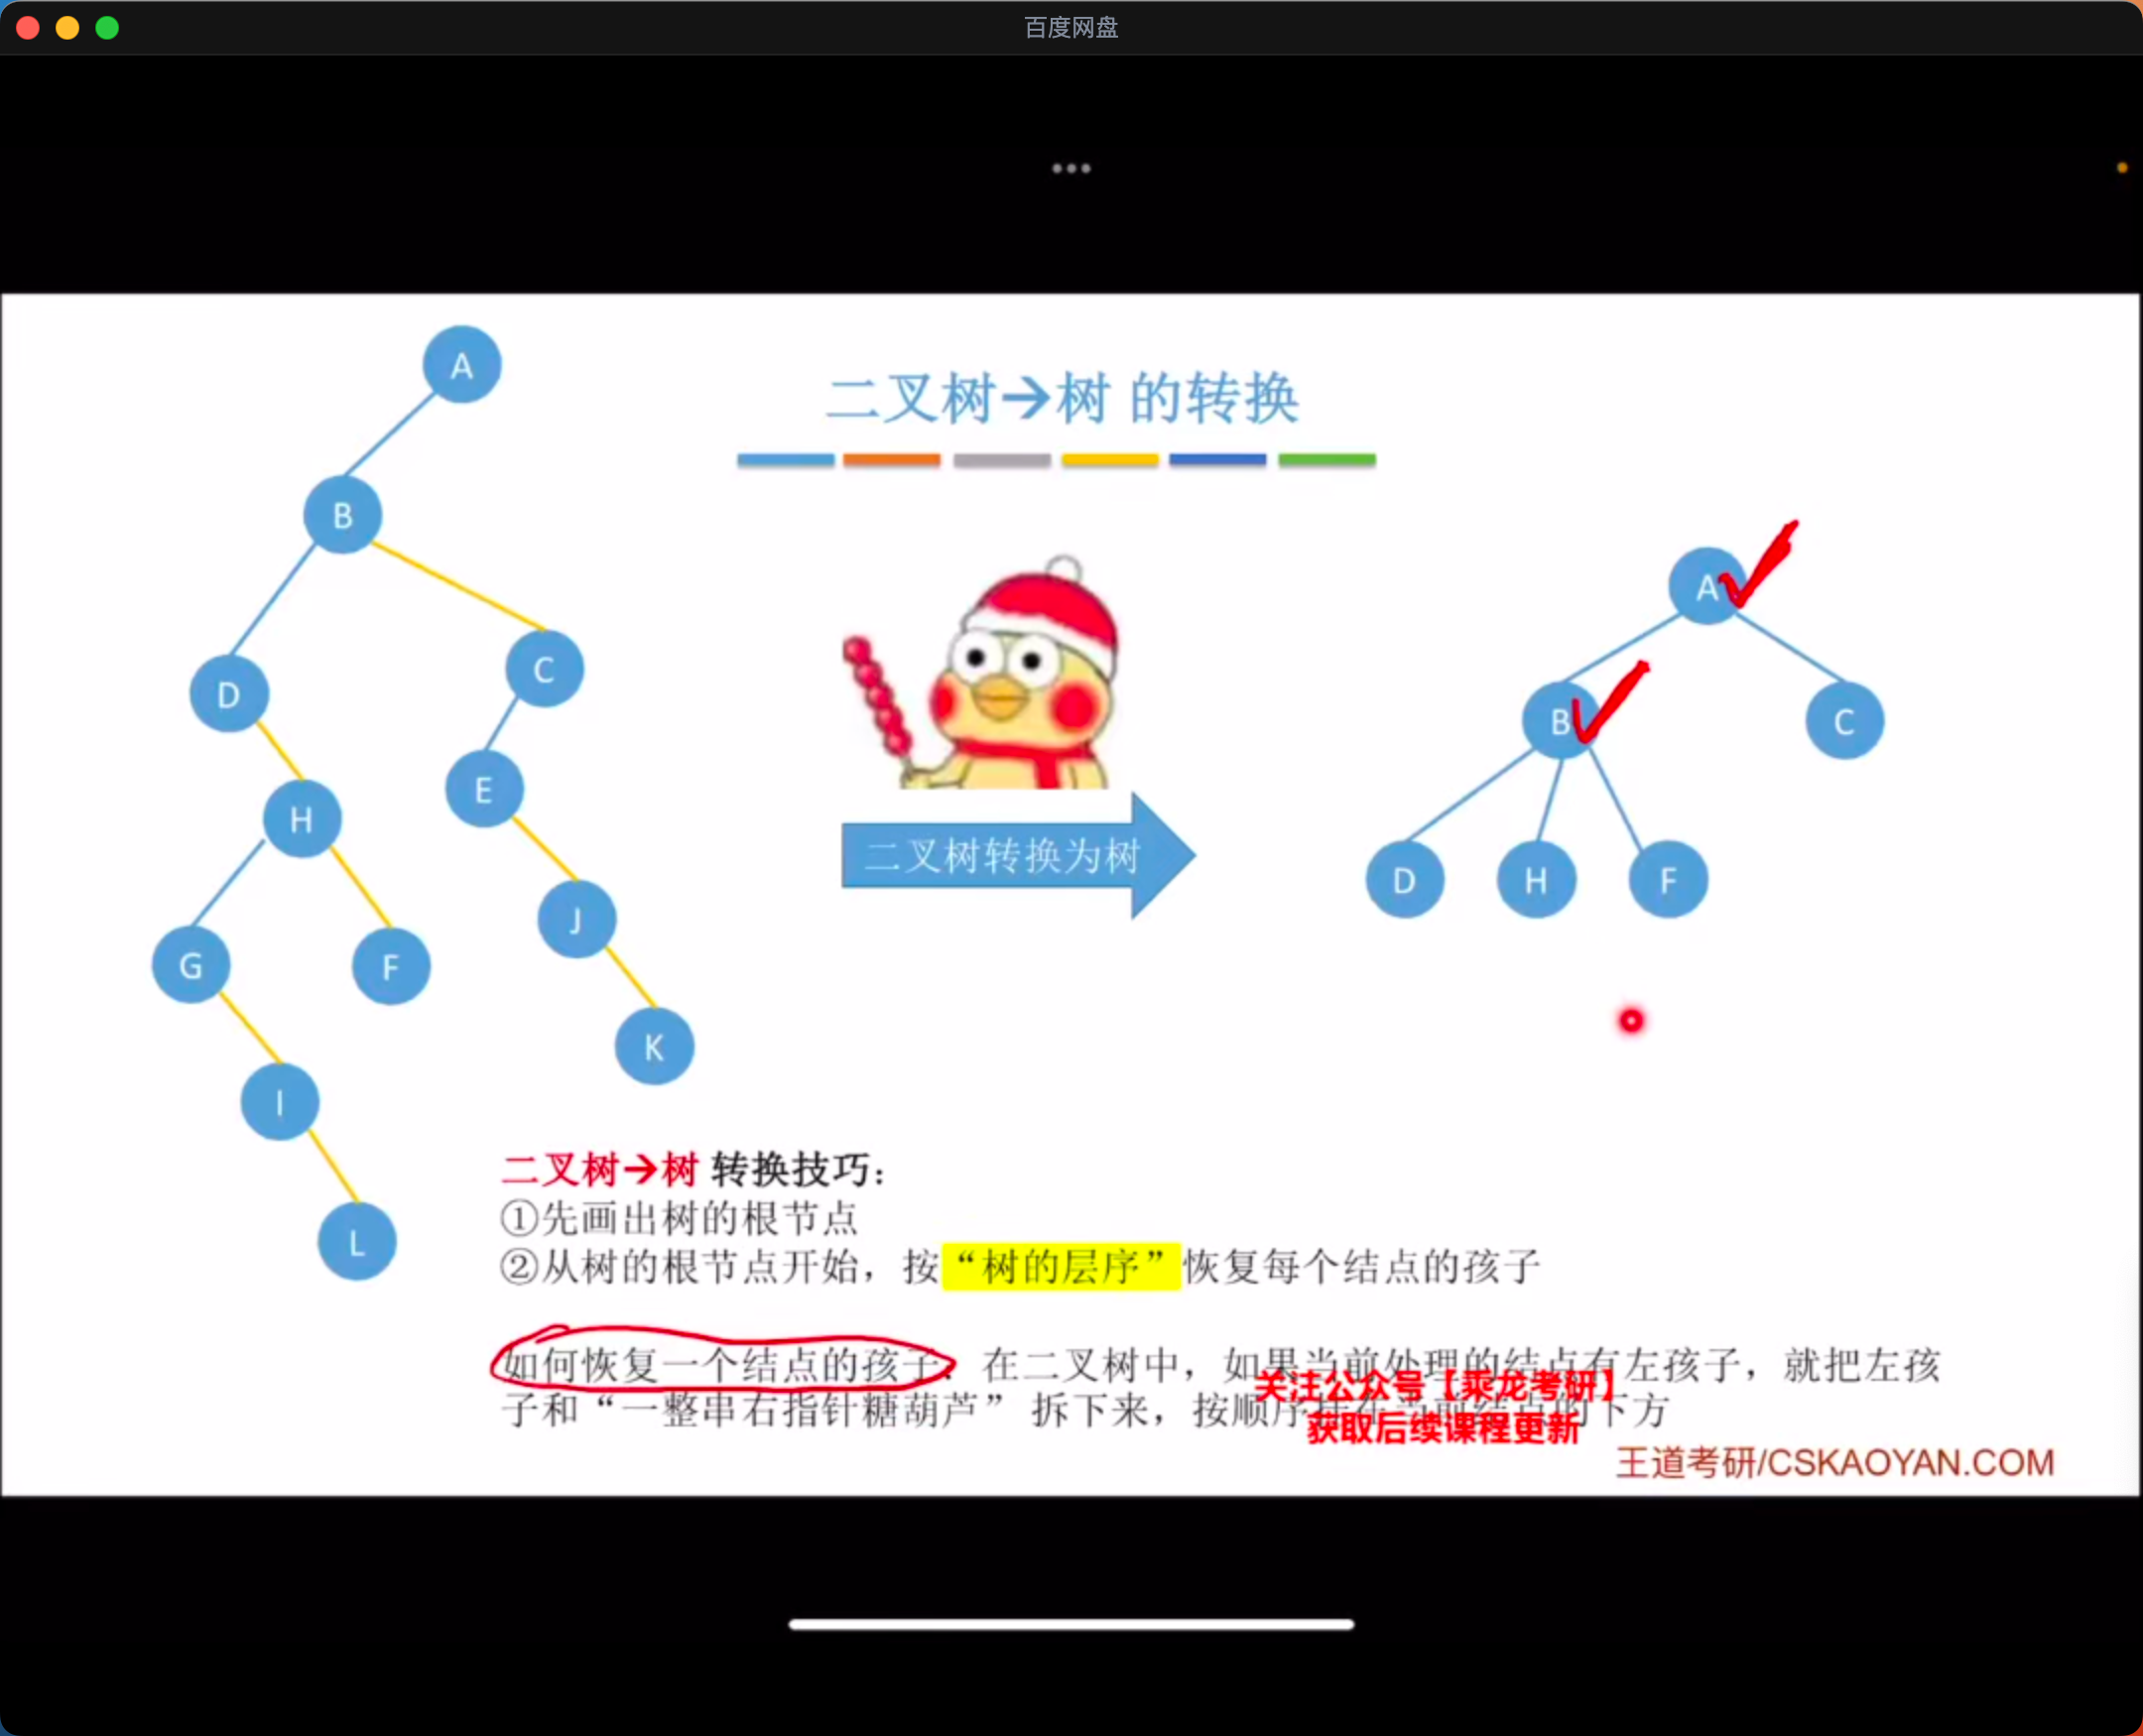 百度网盘
A
二叉树→树 的转换
B
A
C
D
B
C
E
H
二叉树转换为树
D
H
F
J
G
F
K
I
二叉树→树 转换技巧:
①先画出树的根节点
L
②从树的根节点开始，按“树的层序”恢复每个结点的孩子
如何恢复一个结点的孩子: 在二叉树中，如果当前处理的结点有左孩子，就把左孩
关注公众号【乘龙考研】
子和“一整串右指针糖葫芦” 拆下来，按顺序挂在当前结点的下方
获取后续课程更新
王道考研/CSKAOYAN.COM